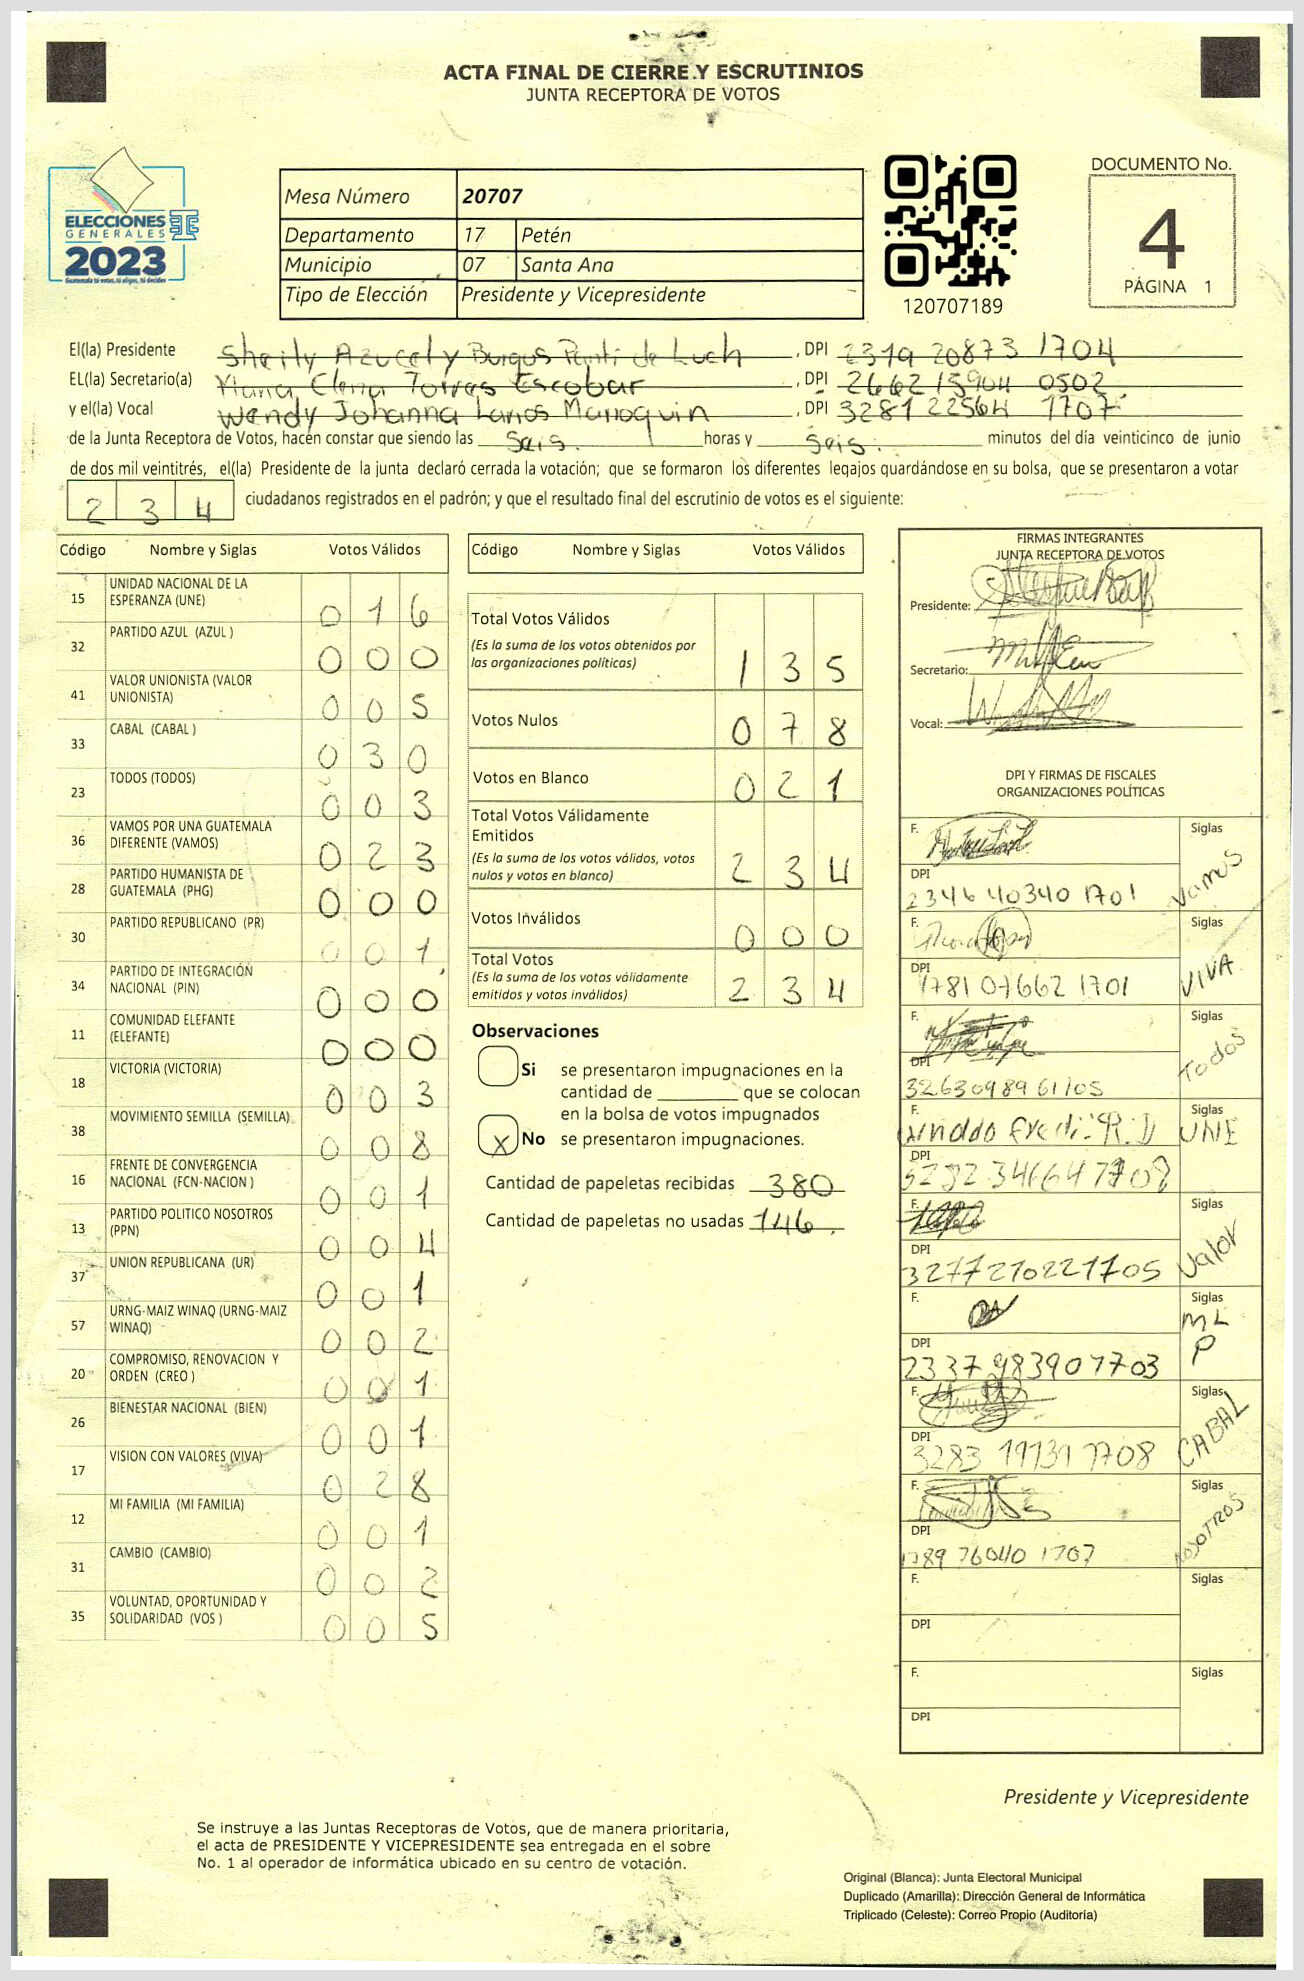 ACTA FINAL DE CIERRE Y ESCRUTINIOS
JUNTA RECEPTORA DE VOTOS
ELECCIONES
GENERALES
2023
Guatemala tú votas, tú eliges, tú decides
Mesa Número 20707
Departamento 17 Petén
Municipio 07 Santa Ana
Tipo de Elección Presidente y Vicepresidente
120707189
DOCUMENTO No.
4
PÁGINA 1
El(la) Presidente Sheily Azucely Burgos Panti de Luch, DPI 2319 20873 1704
EL(la) Secretario(a) Maria Elena Torres Escobar, DPI 2662 15904 0502
y el(la) Vocal Wendy Johanna Lanos Manoquin, DPI 3281 22564 1707
de la Junta Receptora de Votos, hacen constar que siendo las Seis. horas y Seis. minutos del día veinticinco de junio
de dos mil veintitrés, el(la) Presidente de la junta declaró cerrada la votación; que se formaron los diferentes legajos guardándose en su bolsa, que se presentaron a votar
2 3 4 ciudadanos registrados en el padrón; y que el resultado final del escrutinio de votos es el siguiente:
Código Nombre y Siglas Votos Válidos
15 UNIDAD NACIONAL DE LA ESPERANZA (UNE) 0 1 6
32 PARTIDO AZUL (AZUL ) 0 0 0
41 VALOR UNIONISTA (VALOR UNIONISTA) 0 0 5
33 CABAL (CABAL ) 0 3 0
23 TODOS (TODOS) 0 0 3
36 VAMOS POR UNA GUATEMALA DIFERENTE (VAMOS) 0 2 3
28 PARTIDO HUMANISTA DE GUATEMALA (PHG) 0 0 0
30 PARTIDO REPUBLICANO (PR) 0 0 1
34 PARTIDO DE INTEGRACIÓN NACIONAL (PIN) 0 0 0
11 COMUNIDAD ELEFANTE (ELEFANTE) 0 0 0
18 VICTORIA (VICTORIA) 0 0 3
38 MOVIMIENTO SEMILLA (SEMILLA) 0 0 8
16 FRENTE DE CONVERGENCIA NACIONAL (FCN-NACION ) 0 0 1
13 PARTIDO POLITICO NOSOTROS (PPN) 0 0 4
37 UNION REPUBLICANA (UR) 0 0 1
57 URNG-MAIZ WINAQ (URNG-MAIZ WINAQ) 0 0 2
20 COMPROMISO, RENOVACION Y ORDEN (CREO ) 0 0 1
26 BIENESTAR NACIONAL (BIEN) 0 0 1
17 VISION CON VALORES (VIVA) 0 2 8
12 MI FAMILIA (MI FAMILIA) 0 0 1
31 CAMBIO (CAMBIO) 0 0 2
35 VOLUNTAD, OPORTUNIDAD Y SOLIDARIDAD (VOS ) 0 0 5
Código Nombre y Siglas Votos Válidos
Total Votos Válidos
(Es la suma de los votos obtenidos por
las organizaciones políticas) 1 3 5
Votos Nulos 0 7 8
Votos en Blanco 0 2 1
Total Votos Válidamente
Emitidos
(Es la suma de los votos válidos, votos
nulos y votos en blanco) 2 3 4
Votos Inválidos 0 0 0
Total Votos
(Es la suma de los votos válidamente
emitidos y votos inválidos) 2 3 4
Observaciones
Si se presentaron impugnaciones en la
cantidad de ________ que se colocan
en la bolsa de votos impugnados
X No se presentaron impugnaciones.
Cantidad de papeletas recibidas 380
Cantidad de papeletas no usadas 146.
FIRMAS INTEGRANTES
JUNTA RECEPTORA DE VOTOS
Presidente:
Secretario:
Vocal:
DPI Y FIRMAS DE FISCALES
ORGANIZACIONES POLÍTICAS
F. Siglas Vamos
DPI 2346 40340 1701
F. Siglas VIVA
DPI 1781 07662 1701
F. Siglas Todos
DPI 3263098961105
F. Siglas UNE
DPI
F. Siglas Valor
DPI 3277210221705
F. Siglas MLP
DPI 2337 983901703
F. Siglas CABAL
DPI 3283 19739 1708
F. Siglas NOSOTROS
DPI 1789 76040 1707
F. Siglas
DPI
F. Siglas
DPI
Presidente y Vicepresidente
Se instruye a las Juntas Receptoras de Votos, que de manera prioritaria,
el acta de PRESIDENTE Y VICEPRESIDENTE sea entregada en el sobre
No. 1 al operador de informática ubicado en su centro de votación.
Original (Blanca): Junta Electoral Municipal
Duplicado (Amarilla): Dirección General de Informática
Triplicado (Celeste): Correo Propio (Auditoría)